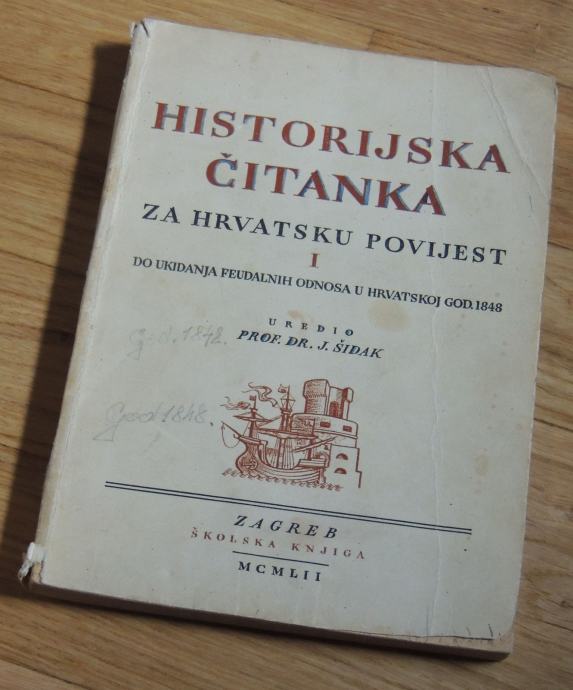 HISTORIJSKA
ČITANKA
ZA HRVATSKU POVIJEST
I
DO UKIDANJA FEUDALNIH ODNOSA U HRVATSKOJ GOD. 1848
UREDIO
PROF. DR. J. ŠIDAK
God. 1848.
God 1848.
ZAGREB
ŠKOLSKA KNJIGA
MCMLII